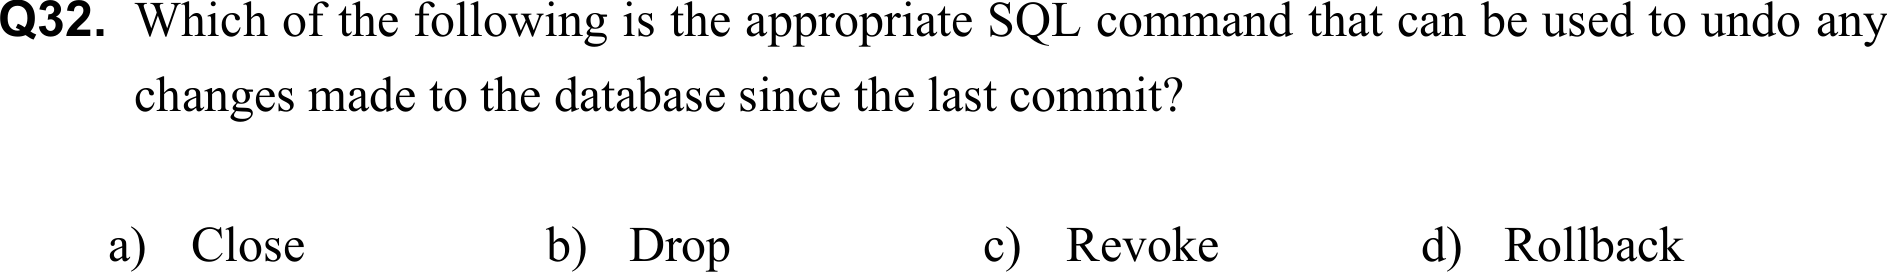 Q32. Which of the following is the appropriate SQL command that can be used to undo any
changes made to the database since the last commit?
a) Close b) Drop c) Revoke d) Rollback